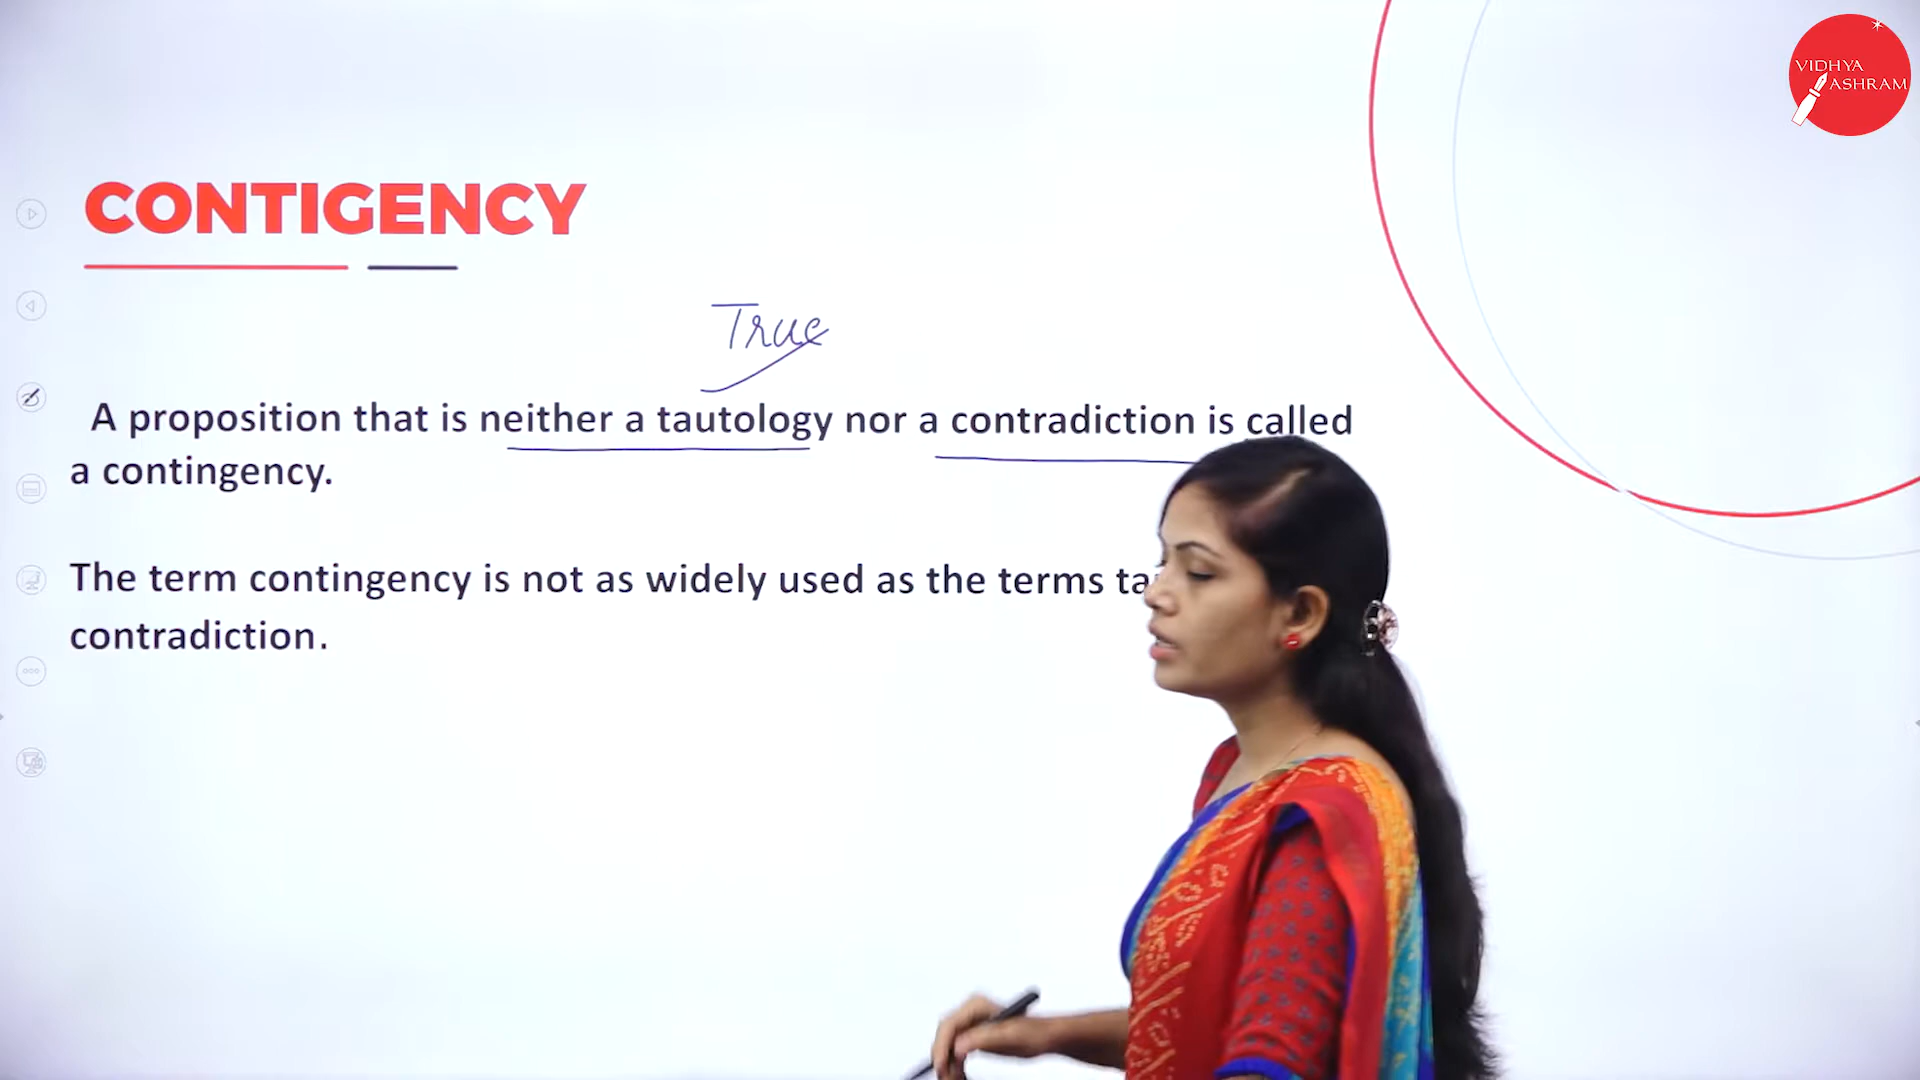 VIDHYA
ASHRAM
CONTIGENCY
True
A proposition that is neither a tautology nor a contradiction is called
a contingency.
The term contingency is not as widely used as the terms
contradiction.